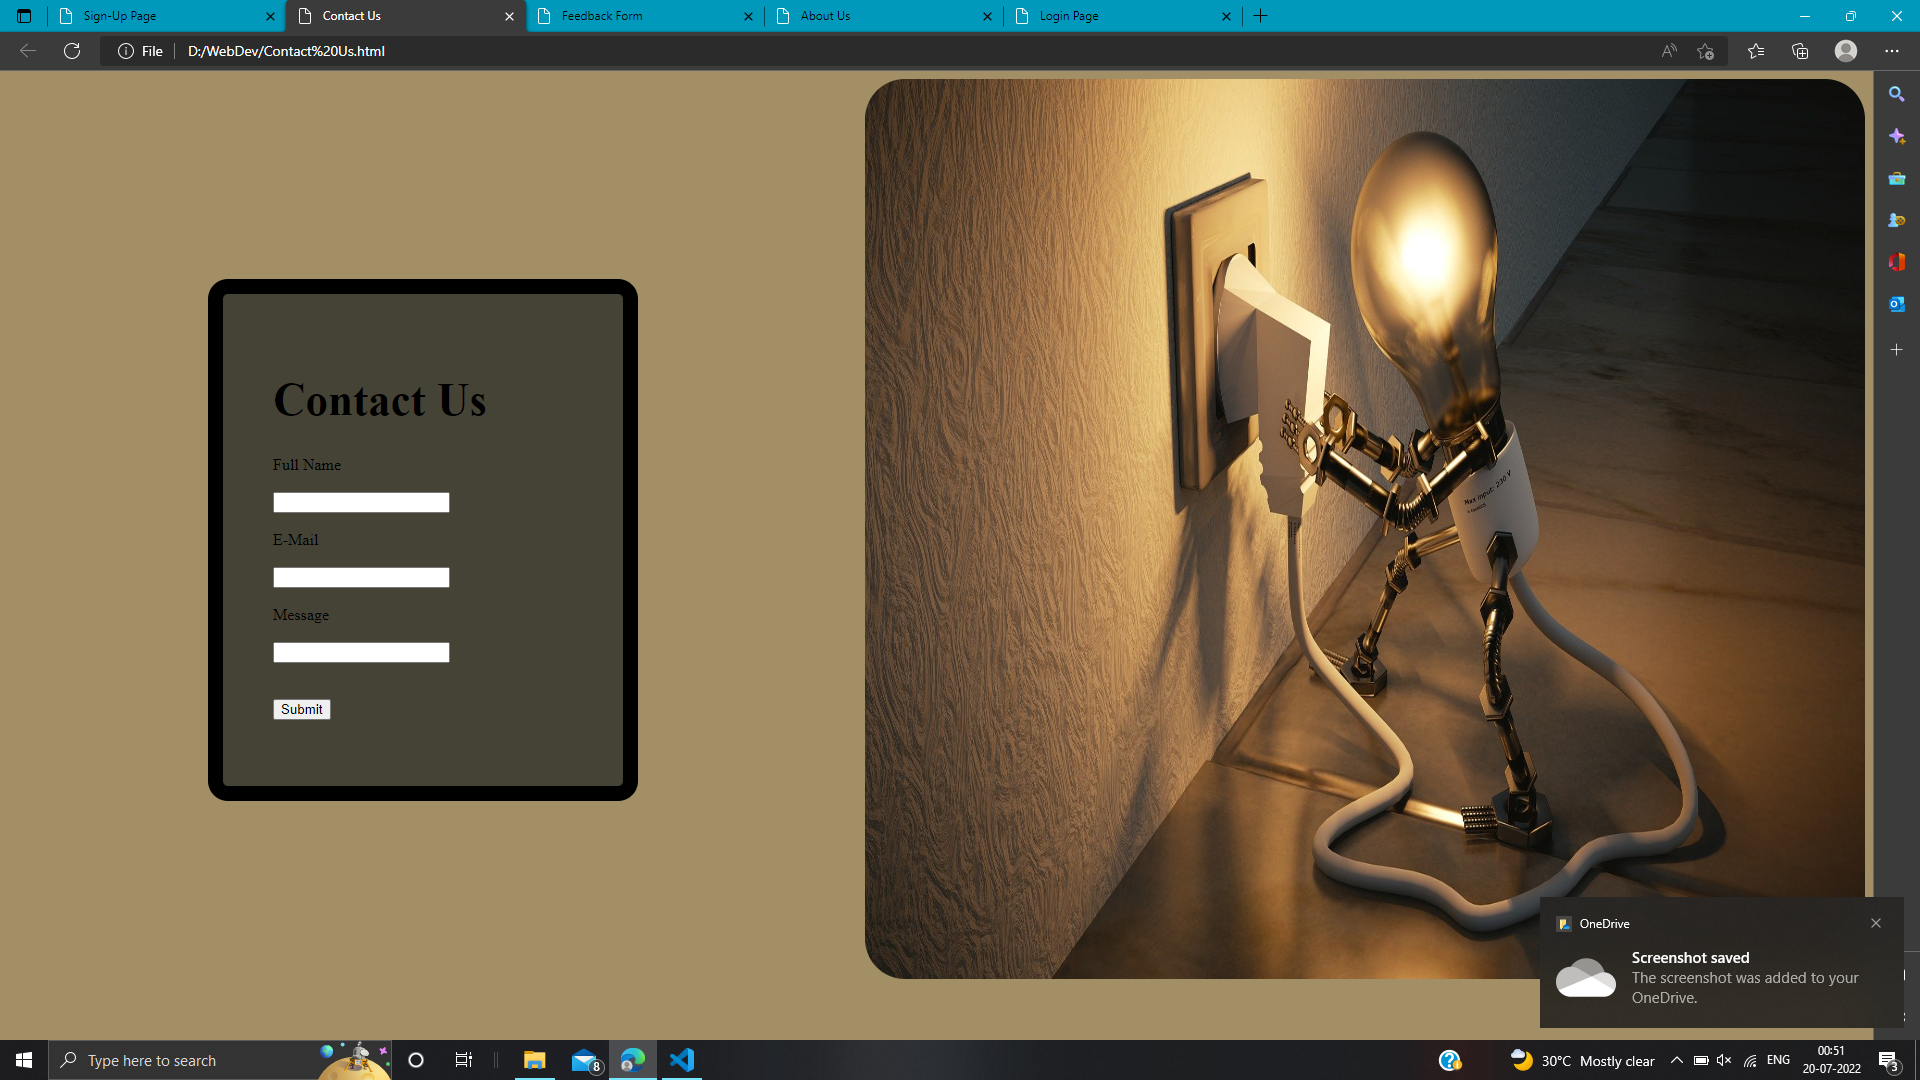 Sign-Up Page
Contact Us
Feedback Form
About Us
Login Page
File
D:/WebDev/Contact%20Us.html
Contact Us
Full Name
E-Mail
Message
Submit
Max input: 230 V
OneDrive
Screenshot saved
The screenshot was added to your
OneDrive.
Type here to search
8
30°C Mostly clear
ENG
00:51
20-07-2022
3